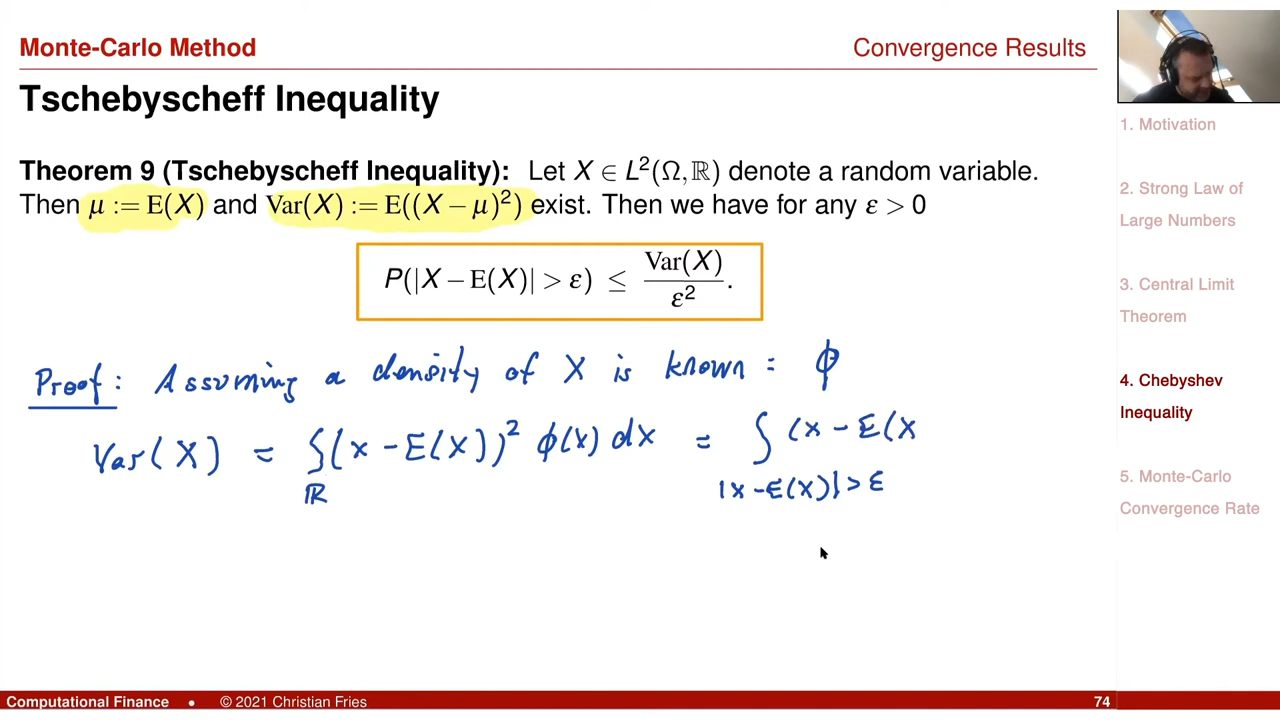 Monte-Carlo Method
Convergence Results
Tschebyscheff Inequality
Theorem 9 (Tschebyscheff Inequality): Let X ∈ L²(Ω,ℝ) denote a random variable.
Then μ := E(X) and Var(X) := E((X − μ)²) exist. Then we have for any ε > 0
P(|X − E(X)| > ε) ≤ Var(X)/ε².
Proof: Assuming a density of X is known: ϕ
Var(X) = ∫(x − E(X))² ϕ(x) dx = ∫ (x − E(X
ℝ |x − E(X)| > ε
1. Motivation
2. Strong Law of
Large Numbers
3. Central Limit
Theorem
4. Chebyshev
Inequality
5. Monte-Carlo
Convergence Rate
Computational Finance • © 2021 Christian Fries 74